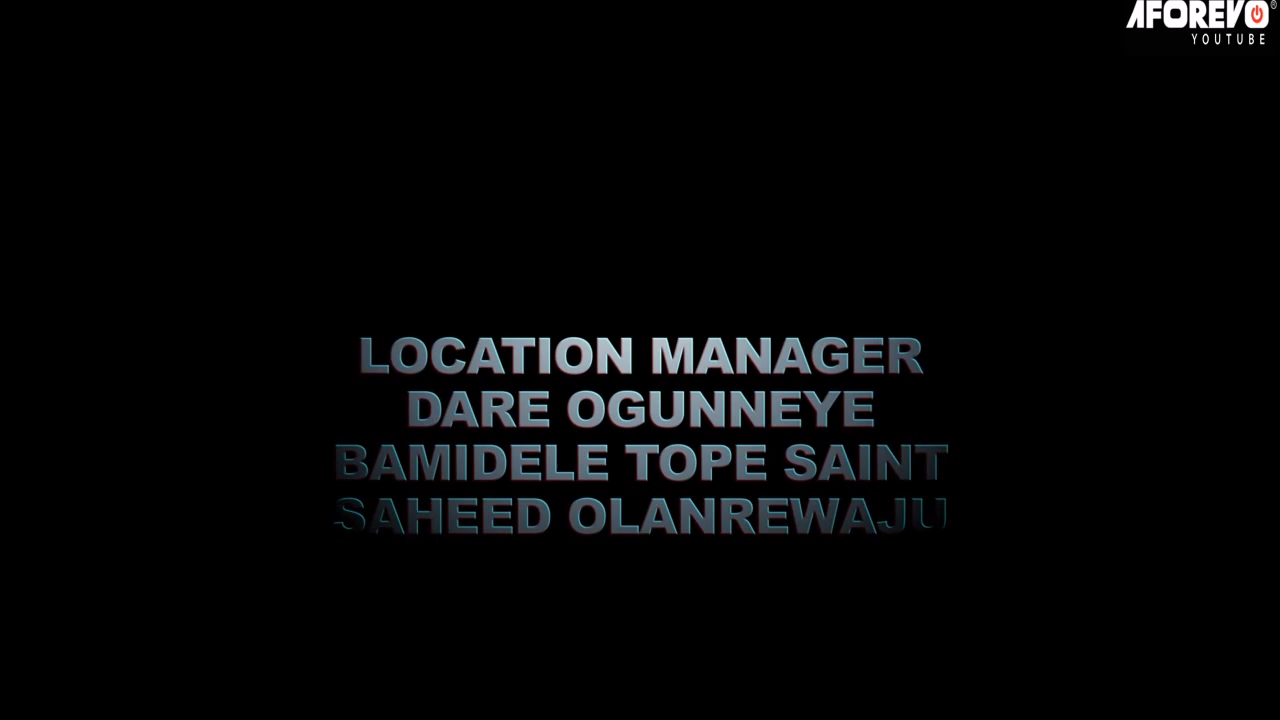 AFOREVO
YOUTUBE
LOCATION MANAGER
DARE OGUNNEYE
BAMIDELE TOPE SAINT
SAHEED OLANREWAJU